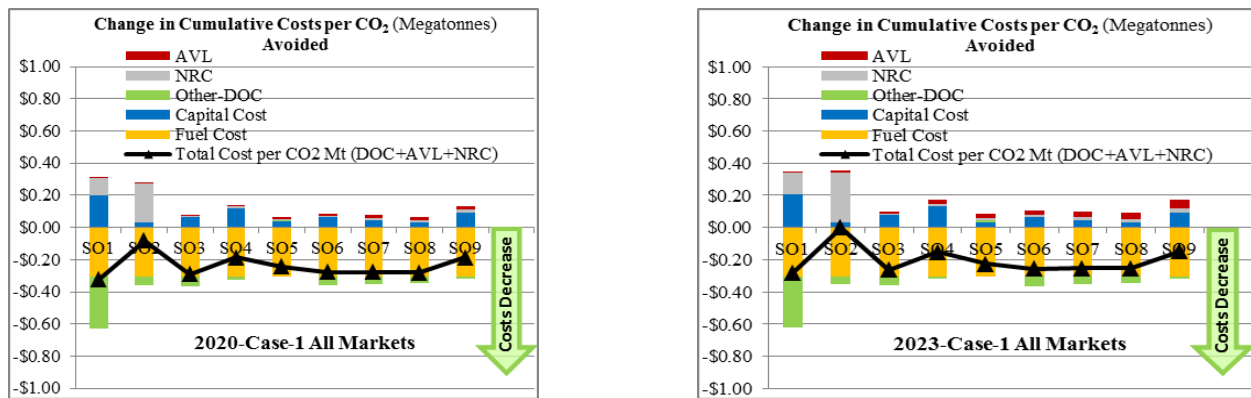 Change in Cumulative Costs per CO₂ (Megatonnes)
Avoided
AVL
NRC
Other-DOC
Capital Cost
Fuel Cost
Total Cost per CO2 Mt (DOC+AVL+NRC)
$1.00
$0.80
$0.60
$0.40
$0.20
$0.00
-$0.20
-$0.40
-$0.60
-$0.80
-$1.00
SO1 SO2 SO3 SO4 SO5 SO6 SO7 SO8 SO9
Costs Decrease
2020-Case-1 All Markets
Change in Cumulative Costs per CO₂ (Megatonnes)
Avoided
AVL
NRC
Other-DOC
Capital Cost
Fuel Cost
Total Cost per CO2 Mt (DOC+AVL+NRC)
$1.00
$0.80
$0.60
$0.40
$0.20
$0.00
-$0.20
-$0.40
-$0.60
-$0.80
-$1.00
SO1 SO2 SO3 SO4 SO5 SO6 SO7 SO8 SO9
Costs Decrease
2023-Case-1 All Markets